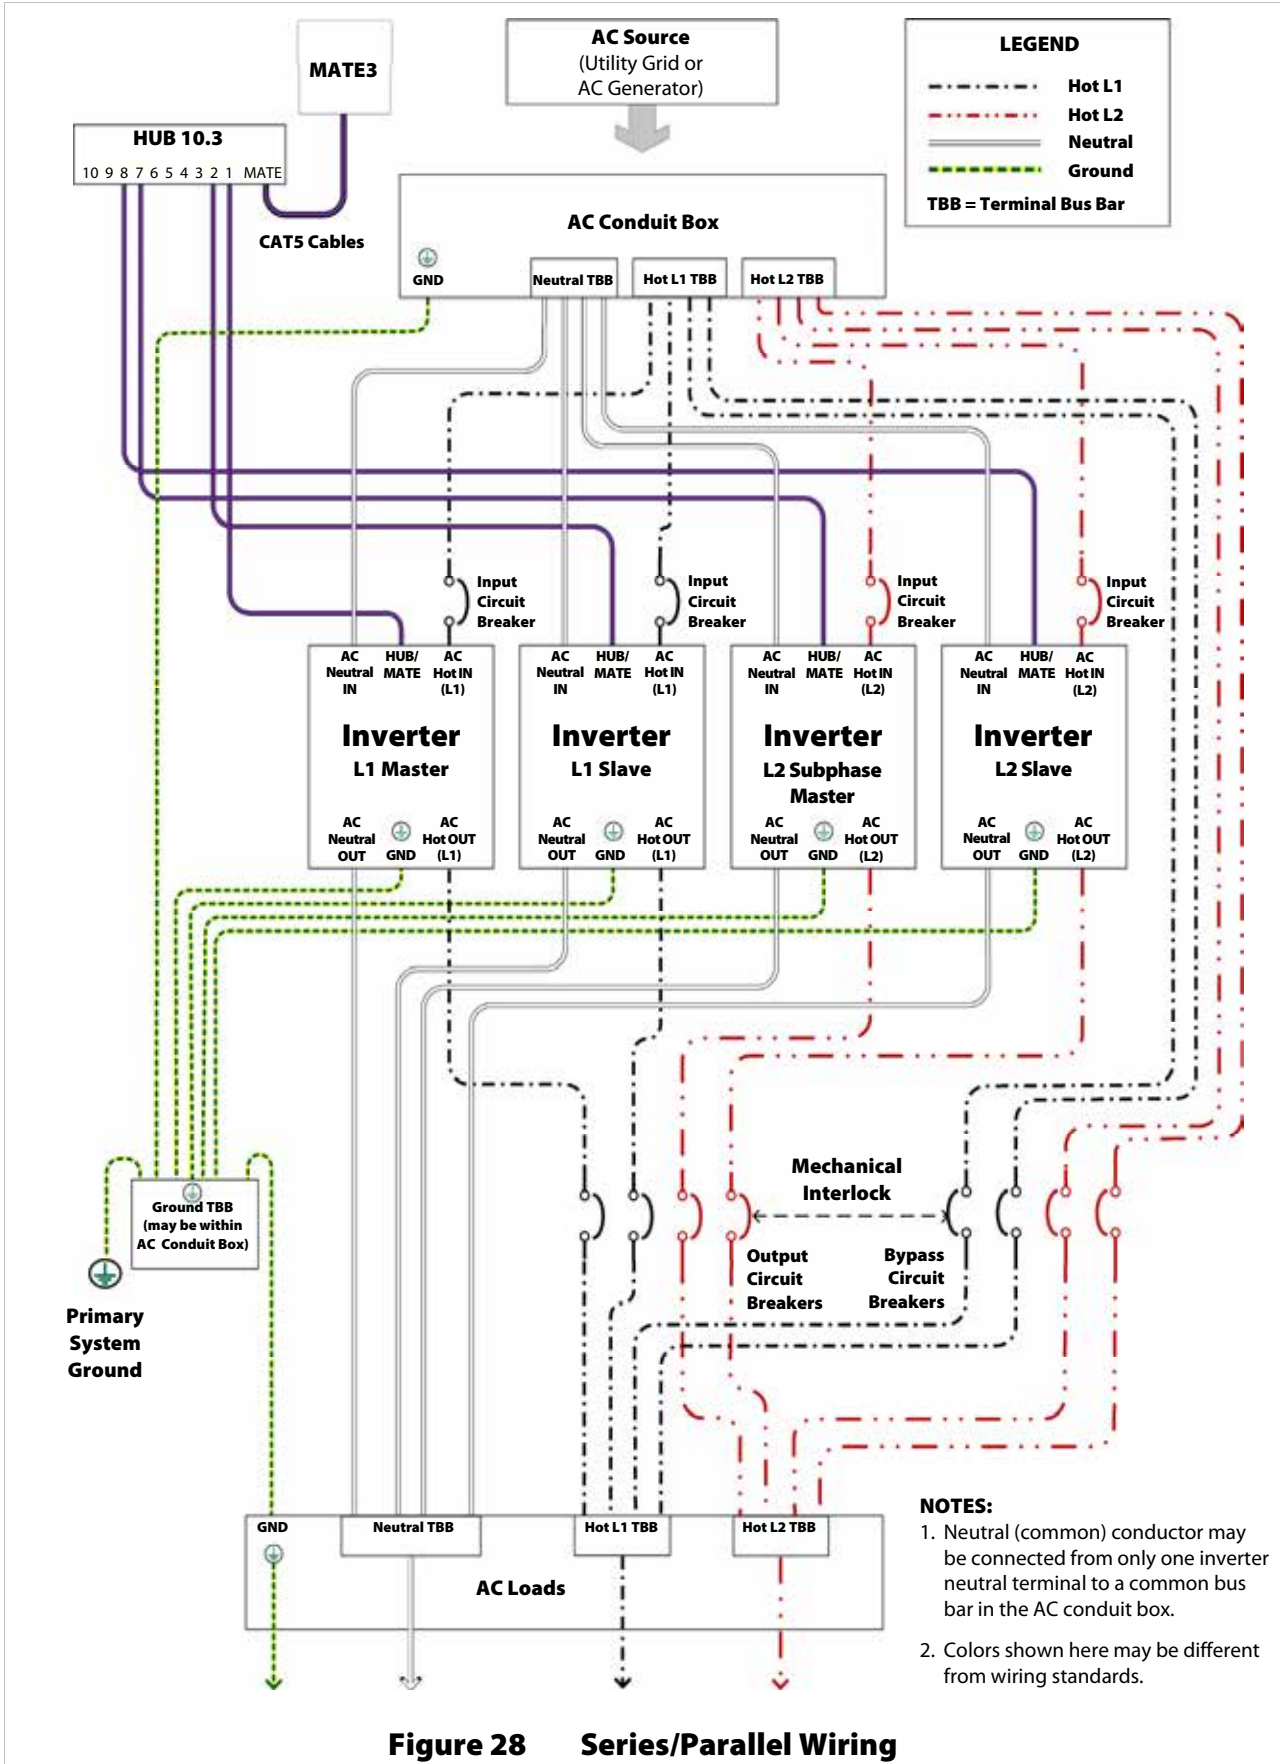 MATE3
AC Source
(Utility Grid or
AC Generator)
LEGEND
Hot L1
Hot L2
Neutral
Ground
TBB = Terminal Bus Bar
HUB 10.3
10 9 8 7 6 5 4 3 2 1 MATE
CAT5 Cables
AC Conduit Box
GND
Neutral TBB
Hot L1 TBB
Hot L2 TBB
Input
Circuit
Breaker
Input
Circuit
Breaker
Input
Circuit
Breaker
Input
Circuit
Breaker
AC
Neutral
IN
HUB/
MATE
AC
Hot IN
(L1)
Inverter
L1 Master
AC
Neutral
OUT
GND
AC
Hot OUT
(L1)
AC
Neutral
IN
HUB/
MATE
AC
Hot IN
(L1)
Inverter
L1 Slave
AC
Neutral
OUT
GND
AC
Hot OUT
(L1)
AC
Neutral
IN
HUB/
MATE
AC
Hot IN
(L2)
Inverter
L2 Subphase
Master
AC
Neutral
OUT
GND
AC
Hot OUT
(L2)
AC
Neutral
IN
HUB/
MATE
AC
Hot IN
(L2)
Inverter
L2 Slave
AC
Neutral
OUT
GND
AC
Hot OUT
(L2)
Mechanical
Interlock
Ground TBB
(may be within
AC Conduit Box)
Output
Circuit
Breakers
Bypass
Circuit
Breakers
Primary
System
Ground
GND
Neutral TBB
Hot L1 TBB
Hot L2 TBB
AC Loads
NOTES:
1. Neutral (common) conductor may
be connected from only one inverter
neutral terminal to a common bus
bar in the AC conduit box.
2. Colors shown here may be different
from wiring standards.
Figure 28 Series/Parallel Wiring